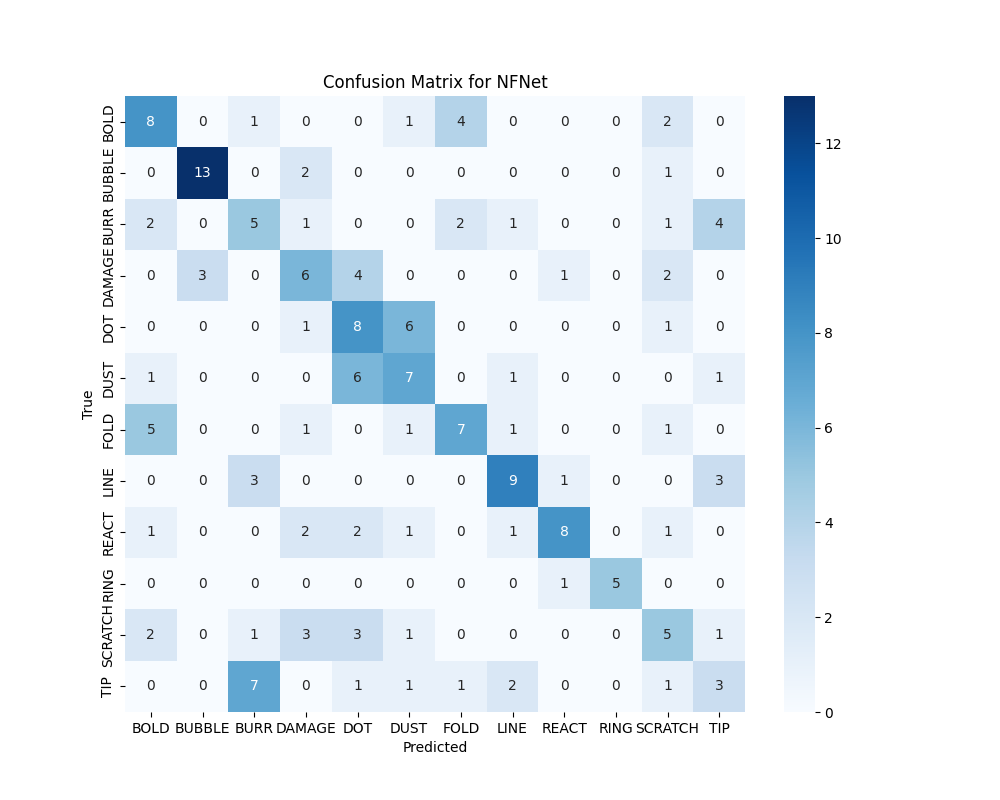 Confusion Matrix for NFNet
True
BOLD 8 0 1 0 0 1 4 0 0 0 2 0
BUBBLE 0 13 0 2 0 0 0 0 0 0 1 0
BURR 2 0 5 1 0 0 2 1 0 0 1 4
DAMAGE 0 3 0 6 4 0 0 0 1 0 2 0
DOT 0 0 0 1 8 6 0 0 0 0 1 0
DUST 1 0 0 0 6 7 0 1 0 0 0 1
FOLD 5 0 0 1 0 1 7 1 0 0 1 0
LINE 0 0 3 0 0 0 0 9 1 0 0 3
REACT 1 0 0 2 2 1 0 1 8 0 1 0
RING 0 0 0 0 0 0 0 0 1 5 0 0
SCRATCH 2 0 1 3 3 1 0 0 0 0 5 1
TIP 0 0 7 0 1 1 1 2 0 0 1 3
BOLD BUBBLE BURR DAMAGE DOT DUST FOLD LINE REACT RING SCRATCH TIP
Predicted
12
10
8
6
4
2
0